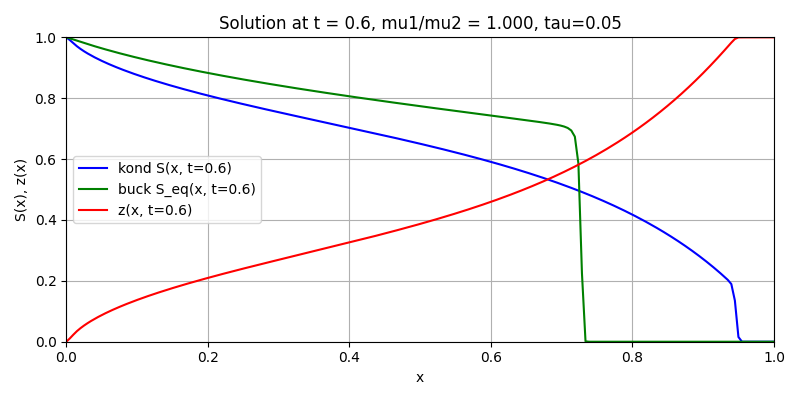 Solution at t = 0.6, mu1/mu2 = 1.000, tau=0.05
S(x), z(x)
1.0
0.8
0.6
0.4
0.2
0.0
kond S(x, t=0.6)
buck S_eq(x, t=0.6)
z(x, t=0.6)
0.0 0.2 0.4 0.6 0.8 1.0
x